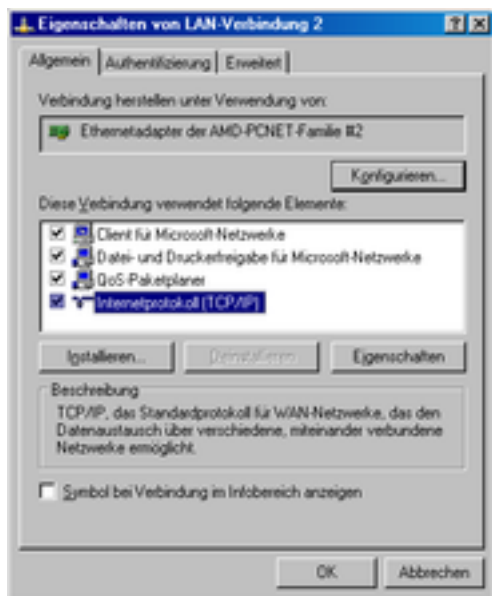 Eigenschaften von LAN-Verbindung 2
Allgemein Authentifizierung Erweitert
Verbindung herstellen unter Verwendung von:
Ethernetadapter der AMD-PCNET-Familie #2
Konfigurieren...
Diese Verbindung verwendet folgende Elemente:
Client für Microsoft-Netzwerke
Datei- und Druckerfreigabe für Microsoft-Netzwerke
QoS-Paketplaner
Internetprotokoll (TCP/IP)
Installieren... Deinstallieren Eigenschaften
Beschreibung
TCP/IP, das Standardprotokoll für WAN-Netzwerke, das den
Datenaustausch über verschiedene, miteinander verbundene
Netzwerke ermöglicht.
Symbol bei Verbindung im Infobereich anzeigen
OK Abbrechen